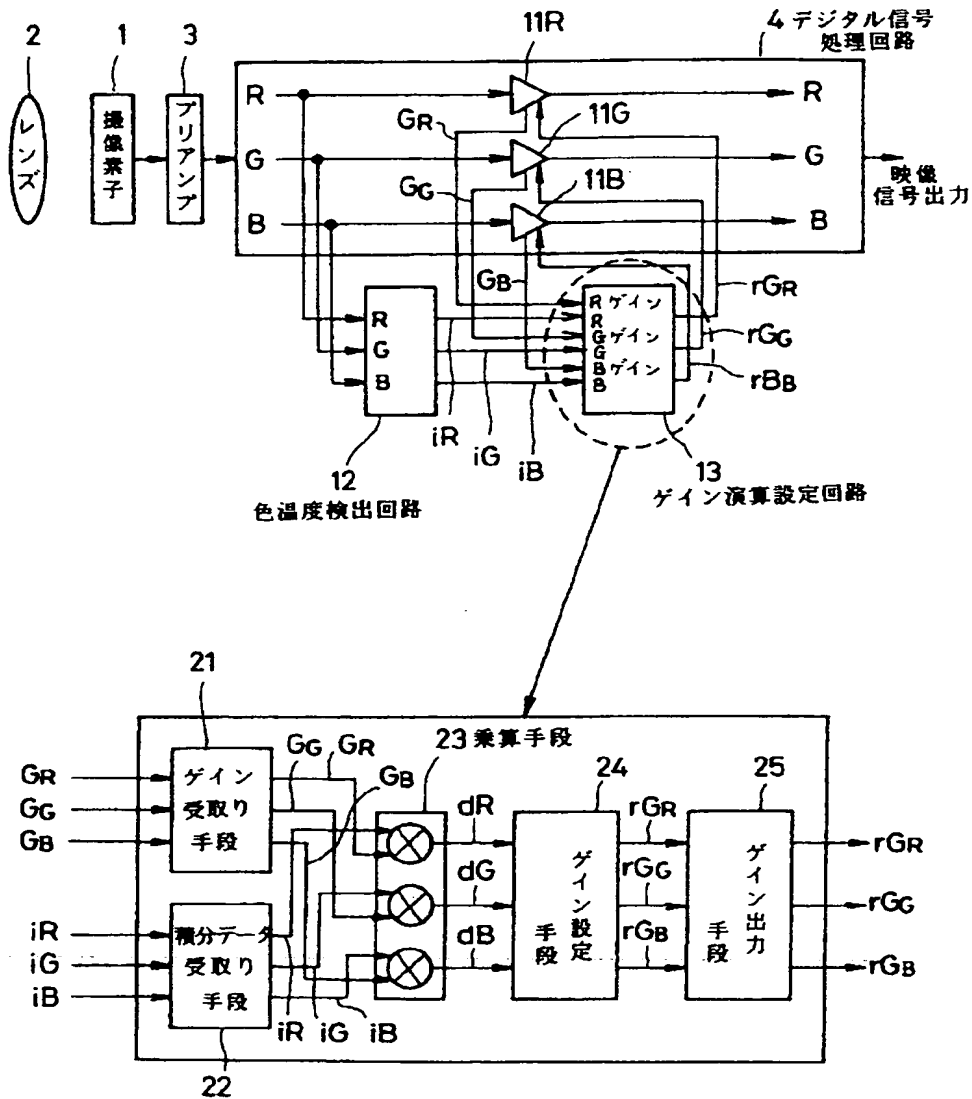 11R
4 デジタル信号
処理回路
2
1
3
レンズ
撮像素子
プリアンプ
R
R
GR
11G
G
G
GG
11B
映像
信号出力
B
B
GB
rGR
Rゲイン
R
R
Gゲイン
rGG
G
G
Bゲイン
rBB
B
B
iR
iG
iB
12
13
色温度検出回路
ゲイン演算設定回路
21
GG
GR
23 乗算手段
GB
24
25
GR
ゲイン
dR
rGR
rGR
GG
受取り
GB
手段
dG
rGG
rGG
ゲイン設定
手段
ゲイン出力
手段
iR
積分データ
dB
rGB
rGB
iG
受取り
iB
手段
iR
iG
iB
22